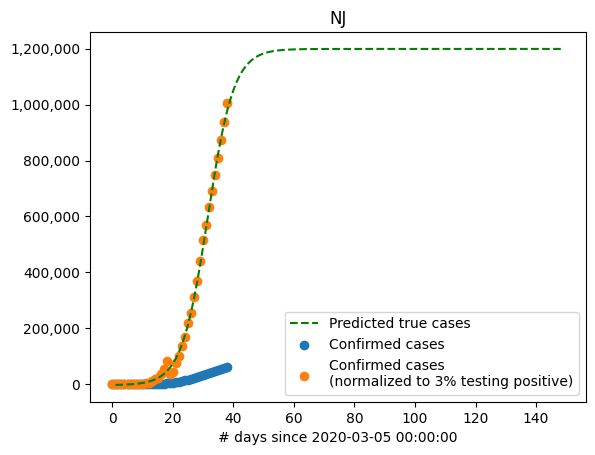 NJ
1,200,000
1,000,000
800,000
600,000
400,000
200,000
0
0 20 40 60 80 100 120 140
# days since 2020-03-05 00:00:00
Predicted true cases
Confirmed cases
Confirmed cases
(normalized to 3% testing positive)